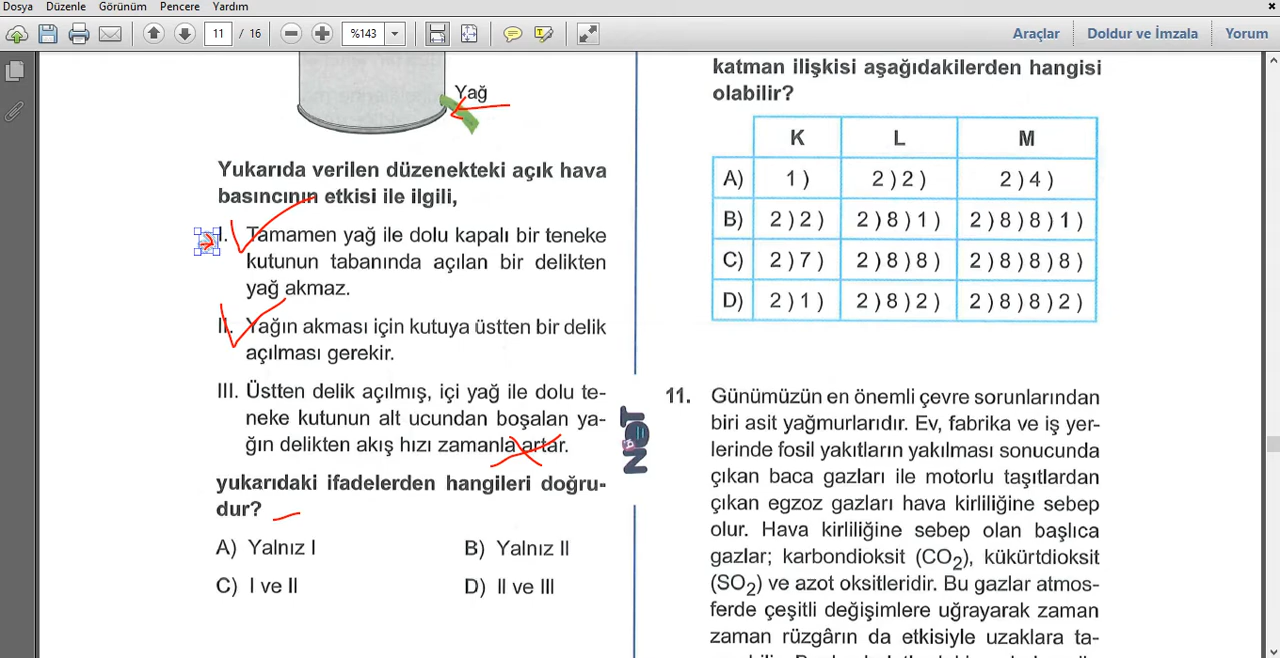 Dosya Düzenle Görünüm Pencere Yardım
11 / 16 %143 Araçlar Doldur ve İmzala Yorum
Yağ
Yukarıda verilen düzenekteki açık hava
basıncının etkisi ile ilgili,
I. Tamamen yağ ile dolu kapalı bir teneke
kutunun tabanında açılan bir delikten
yağ akmaz.
II. Yağın akması için kutuya üstten bir delik
açılması gerekir.
III. Üstten delik açılmış, içi yağ ile dolu te-
neke kutunun alt ucundan boşalan ya-
ğın delikten akış hızı zamanla artar.
yukarıdaki ifadelerden hangileri doğru-
dur?
A) Yalnız I B) Yalnız II
C) I ve II D) II ve III
NOT
katman ilişkisi aşağıdakilerden hangisi
olabilir?
K L M
A) 1 ) 2 ) 2 ) 2 ) 4 )
B) 2 ) 2 ) 2 ) 8 ) 1 ) 2 ) 8 ) 8 ) 1 )
C) 2 ) 7 ) 2 ) 8 ) 8 ) 2 ) 8 ) 8 ) 8 )
D) 2 ) 1 ) 2 ) 8 ) 2 ) 2 ) 8 ) 8 ) 2 )
11. Günümüzün en önemli çevre sorunlarından
biri asit yağmurlarıdır. Ev, fabrika ve iş yer-
lerinde fosil yakıtların yakılması sonucunda
çıkan baca gazları ile motorlu taşıtlardan
çıkan egzoz gazları hava kirliliğine sebep
olur. Hava kirliliğine sebep olan başlıca
gazlar; karbondioksit (CO2), kükürtdioksit
(SO2) ve azot oksitleridir. Bu gazlar atmos-
ferde çeşitli değişimlere uğrayarak zaman
zaman rüzgârın da etkisiyle uzaklara ta-